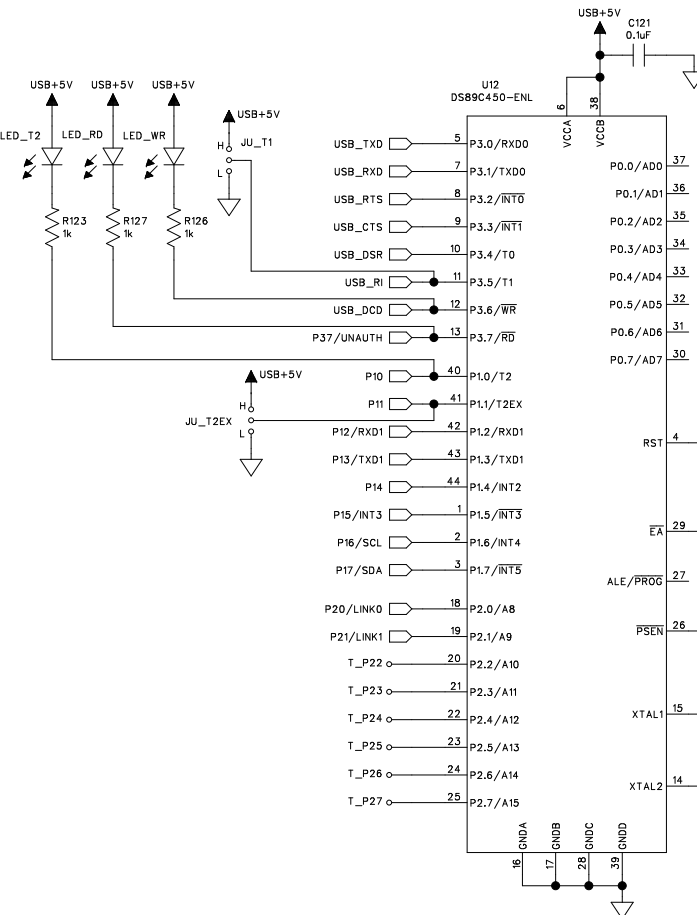 USB+5V
C121
0.1uF
U12
DS89C450-ENL
USB+5V USB+5V USB+5V
USB+5V
LED_T2 LED_RD LED_WR
H JU_T1
L
R123
1k
R127
1k
R126
1k
6 VCCA
38 VCCB
USB_TXD 5 P3.0/RXD0
USB_RXD 7 P3.1/TXD0
USB_RTS 8 P3.2/INT0
USB_CTS 9 P3.3/INT1
USB_DSR 10 P3.4/T0
USB_RI 11 P3.5/T1
USB_DCD 12 P3.6/WR
P37/UNAUTH 13 P3.7/RD
P10 40 P1.0/T2
USB+5V
H
JU_T2EX
L
P11 41 P1.1/T2EX
P12/RXD1 42 P1.2/RXD1
P13/TXD1 43 P1.3/TXD1
P14 44 P1.4/INT2
P15/INT3 1 P1.5/INT3
P16/SCL 2 P1.6/INT4
P17/SDA 3 P1.7/INT5
P20/LINK0 18 P2.0/A8
P21/LINK1 19 P2.1/A9
T_P22 20 P2.2/A10
T_P23 21 P2.3/A11
T_P24 22 P2.4/A12
T_P25 23 P2.5/A13
T_P26 24 P2.6/A14
T_P27 25 P2.7/A15
P0.0/AD0 37
P0.1/AD1 36
P0.2/AD2 35
P0.3/AD3 34
P0.4/AD4 33
P0.5/AD5 32
P0.6/AD6 31
P0.7/AD7 30
RST 4
EA 29
ALE/PROG 27
PSEN 26
XTAL1 15
XTAL2 14
GNDA 16
GNDB 17
GNDC 28
GNDD 39